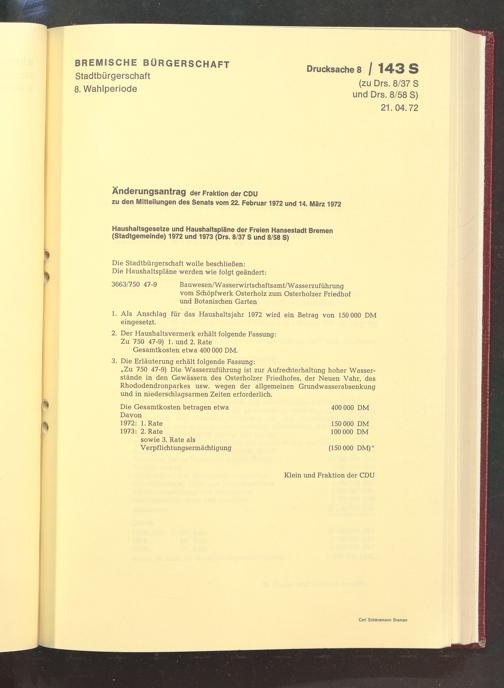 BREMISCHE BÜRGERSCHAFT
Stadtbürgerschaft
8. Wahlperiode
Drucksache 8 / 143 S
(zu Drs. 8/37 S
und Drs. 8/58 S)
21. 04. 72
Änderungsantrag der Fraktion der CDU
zu den Mitteilungen des Senats vom 22. Februar 1972 und 14. März 1972
Haushaltsgesetze und Haushaltspläne der Freien Hansestadt Bremen
(Stadtgemeinde) 1972 und 1973 (Drs. 8/37 S und 8/58 S)
Die Stadtbürgerschaft wolle beschließen:
Die Haushaltspläne werden wie folgt geändert:
3663/750 47-9 Bauwesen/Wasserwirtschaftsamt/Wasserzuführung
vom Schöpfwerk Osterholz zum Osterholzer Friedhof
und Botanischen Garten
1. Als Anschlag für das Haushaltsjahr 1972 wird ein Betrag von 150 000 DM
eingesetzt.
2. Der Haushaltsvermerk erhält folgende Fassung:
Zu 750 47-9) 1. und 2. Rate
Gesamtkosten etwa 400 000 DM.
3. Die Erläuterung erhält folgende Fassung:
„Zu 750 47-9) Die Wasserzuführung ist zur Aufrechterhaltung hoher Wasser-
stände in den Gewässern des Osterholzer Friedhofes, der Neuen Vahr, des
Rhododendronparkes usw. wegen der allgemeinen Grundwasserabsenkung
und in niederschlagsarmen Zeiten erforderlich.
Die Gesamtkosten betragen etwa 400 000 DM
Davon
1972: 1. Rate 150 000 DM
1973: 2. Rate 100 000 DM
sowie 3. Rate als
Verpflichtungsermächtigung (150 000 DM)"
Klein und Fraktion der CDU
Carl Schünemann Bremen